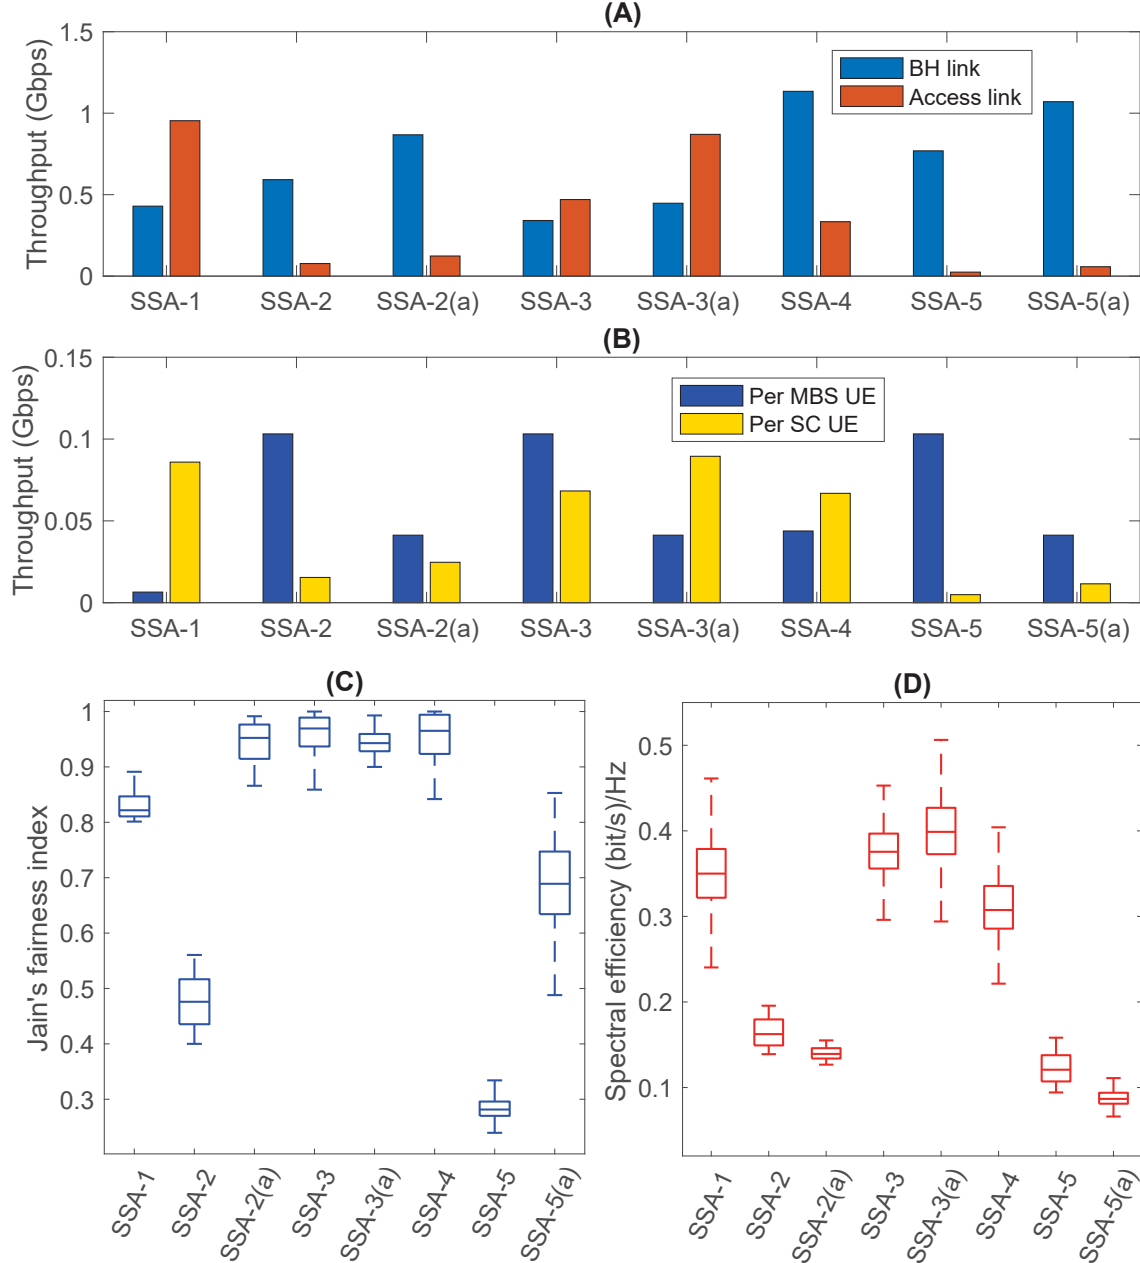 (A)
Throughput (Gbps)
1.5
1
0.5
0
BH link
Access link
SSA-1 SSA-2 SSA-2(a) SSA-3 SSA-3(a) SSA-4 SSA-5 SSA-5(a)
(B)
Throughput (Gbps)
0.15
0.1
0.05
0
Per MBS UE
Per SC UE
SSA-1 SSA-2 SSA-2(a) SSA-3 SSA-3(a) SSA-4 SSA-5 SSA-5(a)
(C)
Jain's fairness index
1
0.9
0.8
0.7
0.6
0.5
0.4
0.3
SSA-1 SSA-2 SSA-2(a) SSA-3 SSA-3(a) SSA-4 SSA-5 SSA-5(a)
(D)
Spectral efficiency (bit/s)/Hz
0.5
0.4
0.3
0.2
0.1
SSA-1 SSA-2 SSA-2(a) SSA-3 SSA-3(a) SSA-4 SSA-5 SSA-5(a)